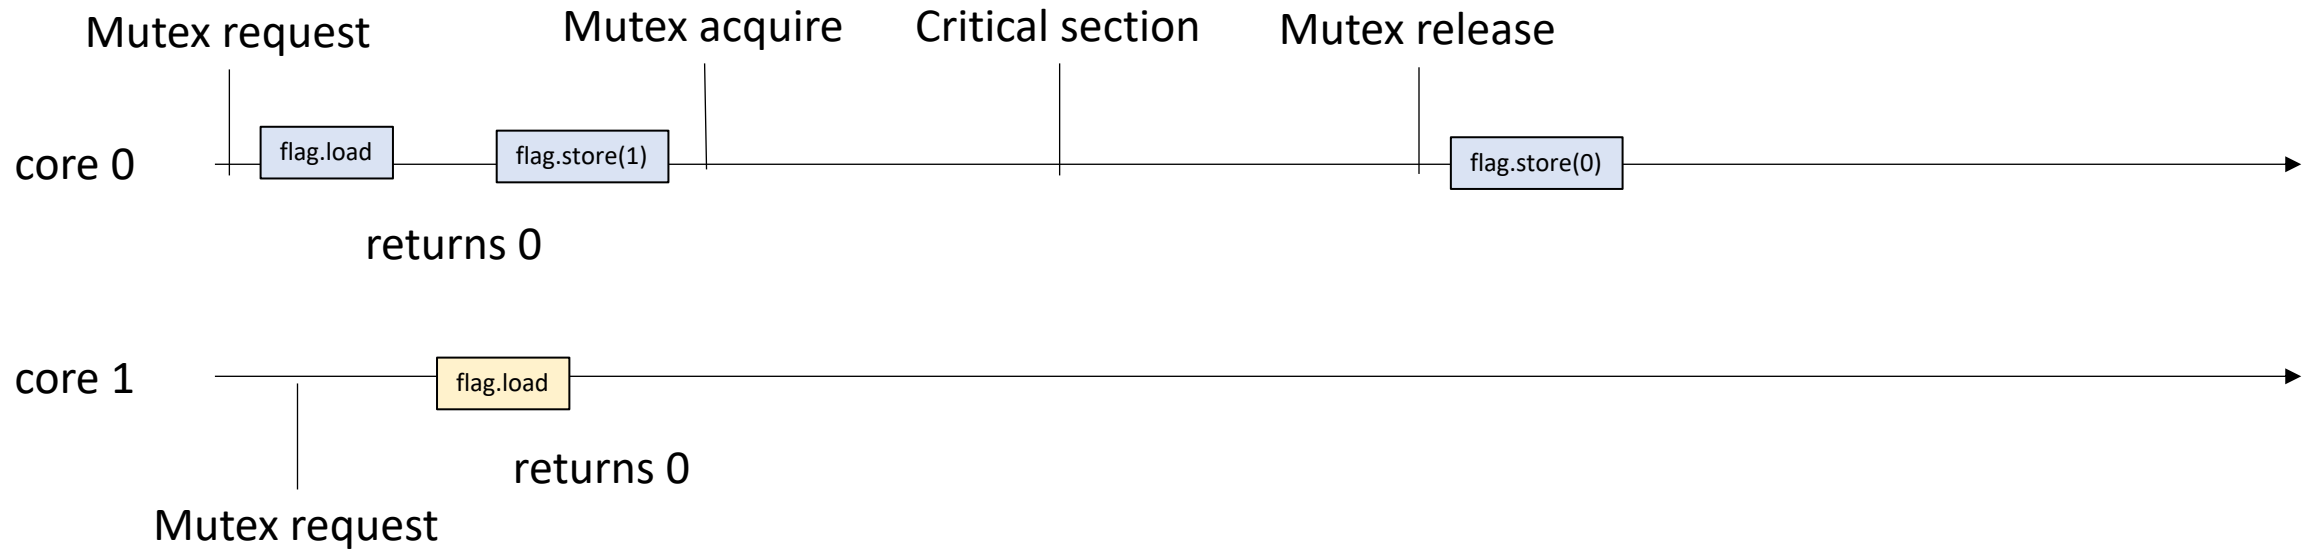 Mutex request
Mutex acquire
Critical section
Mutex release
core 0
flag.load
flag.store(1)
flag.store(0)
returns 0
core 1
flag.load
returns 0
Mutex request